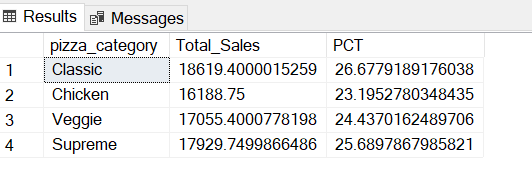 Results Messages
pizza_category Total_Sales PCT
1 Classic 18619.4000015259 26.6779189176038
2 Chicken 16188.75 23.1952780348435
3 Veggie 17055.4000778198 24.4370162489706
4 Supreme 17929.7499866486 25.6897867985821